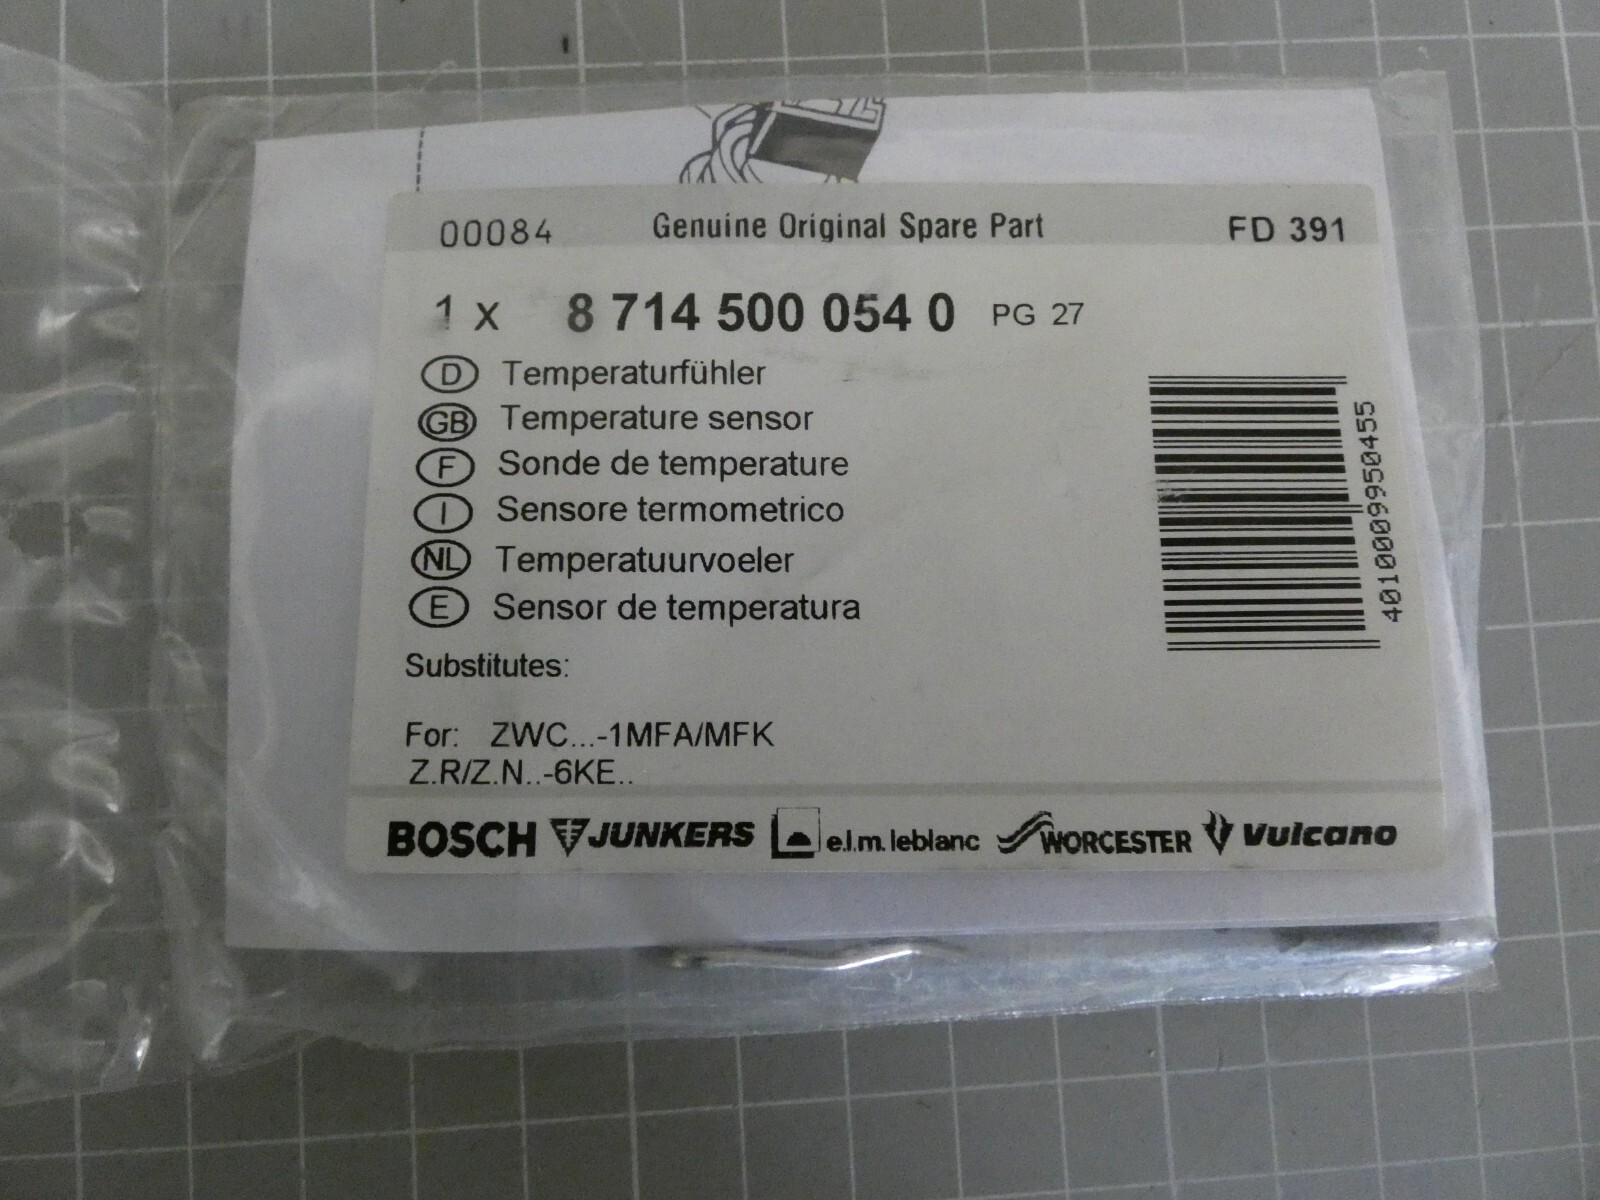 00084 Genuine Original Spare Part FD 391
1 x 8 714 500 054 0 PG 27
D Temperaturfühler
GB Temperature sensor
F Sonde de temperature
I Sensore termometrico
NL Temperatuurvoeler
E Sensor de temperatura
4010009950455
Substitutes:
For: ZWC...-1MFA/MFK
Z.R/Z.N..-6KE..
BOSCH JUNKERS e.l.m. leblanc WORCESTER Vulcano